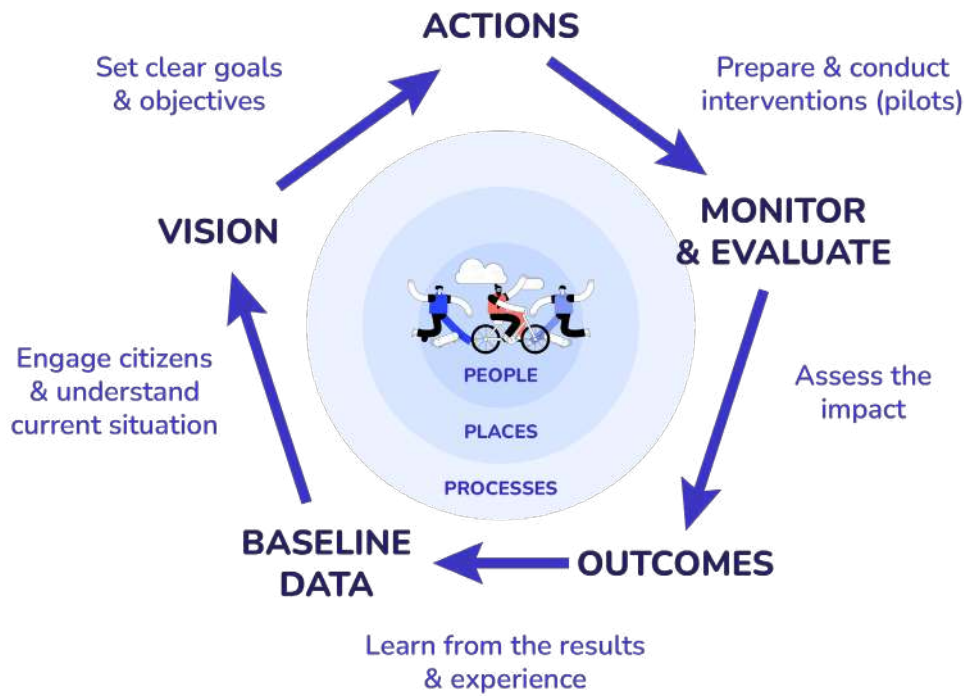 ACTIONS
Set clear goals
& objectives
Prepare & conduct
interventions (pilots)
VISION
MONITOR
& EVALUATE
PEOPLE
PLACES
PROCESSES
Engage citizens
& understand
current situation
Assess the
impact
BASELINE
DATA
OUTCOMES
Learn from the results
& experience